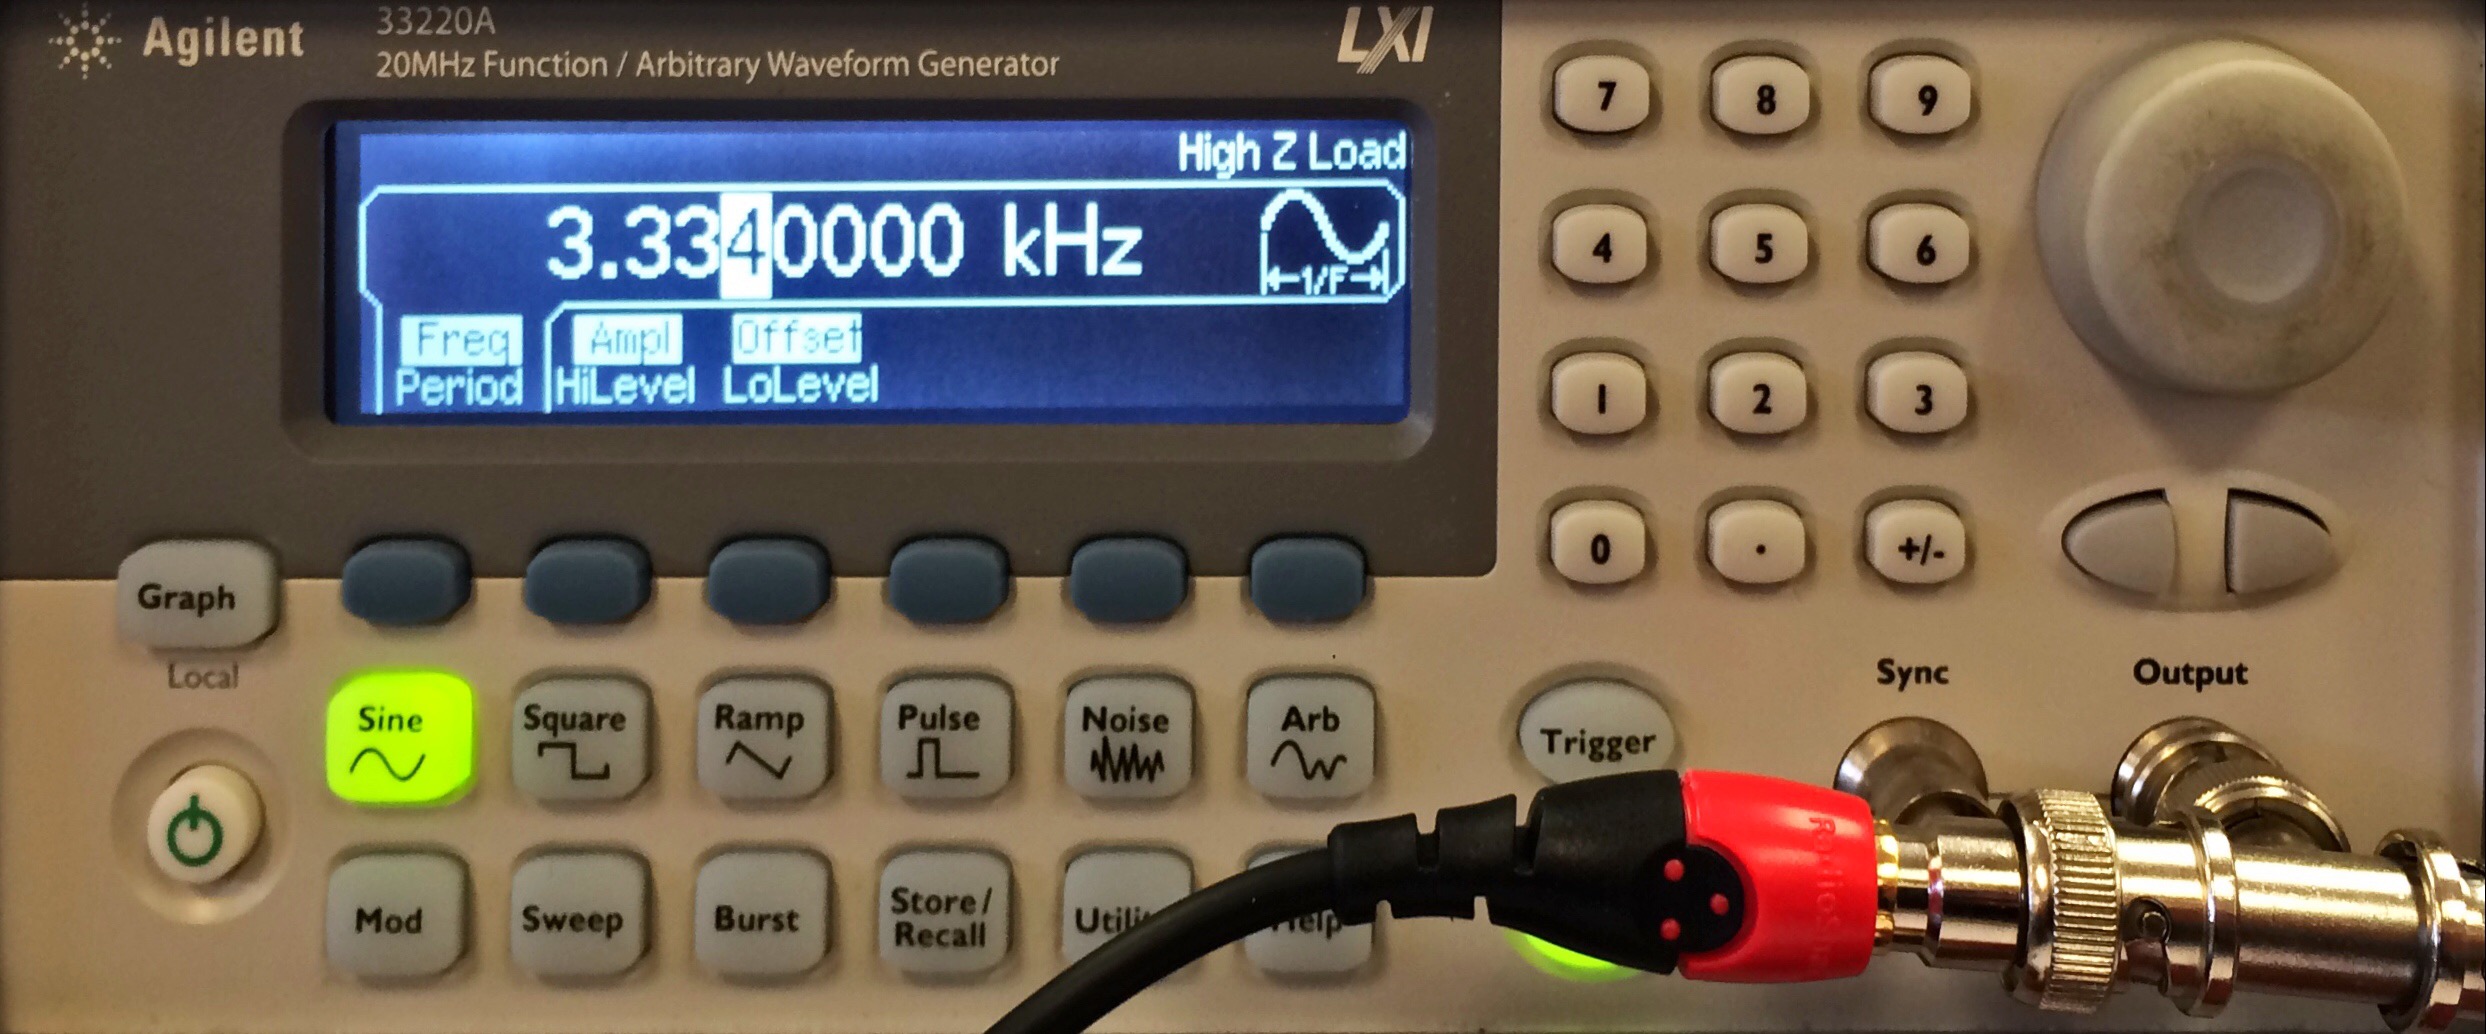 Agilent
33220A
20MHz Function / Arbitrary Waveform Generator
LXI
High Z Load
3.3340000 kHz
1/F
Freq Ampl Offset
Period HiLevel LoLevel
7 8 9
4 5 6
1 2 3
0 . +/-
Graph
Local
Sine Square Ramp Pulse Noise Arb
Trigger
Sync
Output
Mod Sweep Burst Store/
Recall
Help